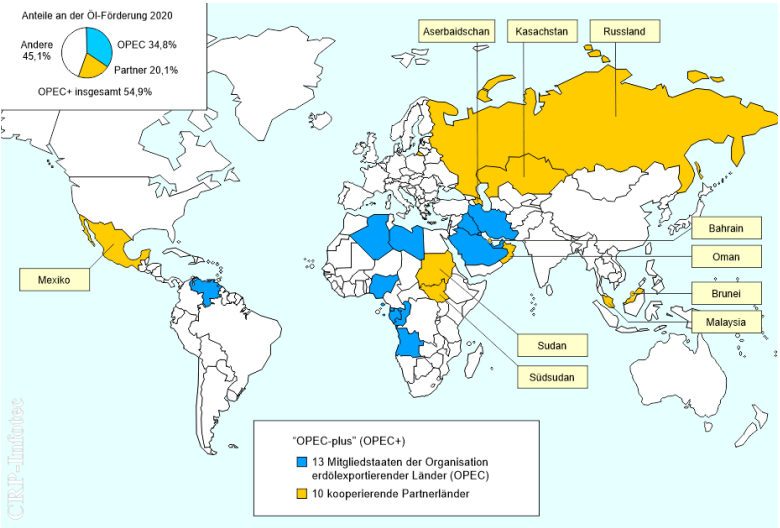 Anteile an der Öl-Förderung 2020
Andere
45,1%
OPEC 34,8%
Partner 20,1%
OPEC+ insgesamt 54,9%
Aserbaidschan
Kasachstan
Russland
Bahrain
Oman
Mexiko
Brunei
Malaysia
Sudan
Südsudan
"OPEC-plus" (OPEC+)
13 Mitgliedstaaten der Organisation
erdölexportierender Länder (OPEC)
10 kooperierende Partnerländer
CRP-Infotec